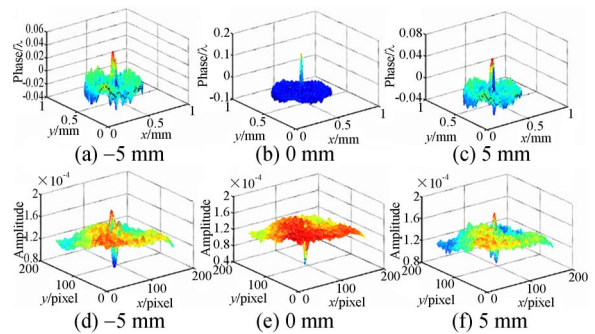 0.06
0.04
0.02
0
-0.02
-0.04
1
0.5
0
0
0.5
1
Phase/λ
y/mm
x/mm
(a) −5 mm
0.2
0.1
0
-0.1
1
0.5
0
0
0.5
1
Phase/λ
y/mm
x/mm
(b) 0 mm
0.08
0.04
0
-0.04
1
0.5
0
0
0.5
1
Phase/λ
y/mm
x/mm
(c) 5 mm
×10⁻⁴
2
1.6
1.2
0.8
200
100
0
0
100
200
Amplitude
y/pixel
x/pixel
(d) −5 mm
×10⁻⁴
2
1.6
1.2
0.8
0.4
200
100
0
0
100
200
Amplitude
y/pixel
x/pixel
(e) 0 mm
×10⁻⁴
2
1.6
1.2
0.8
200
100
0
0
100
200
Amplitude
y/pixel
x/pixel
(f) 5 mm